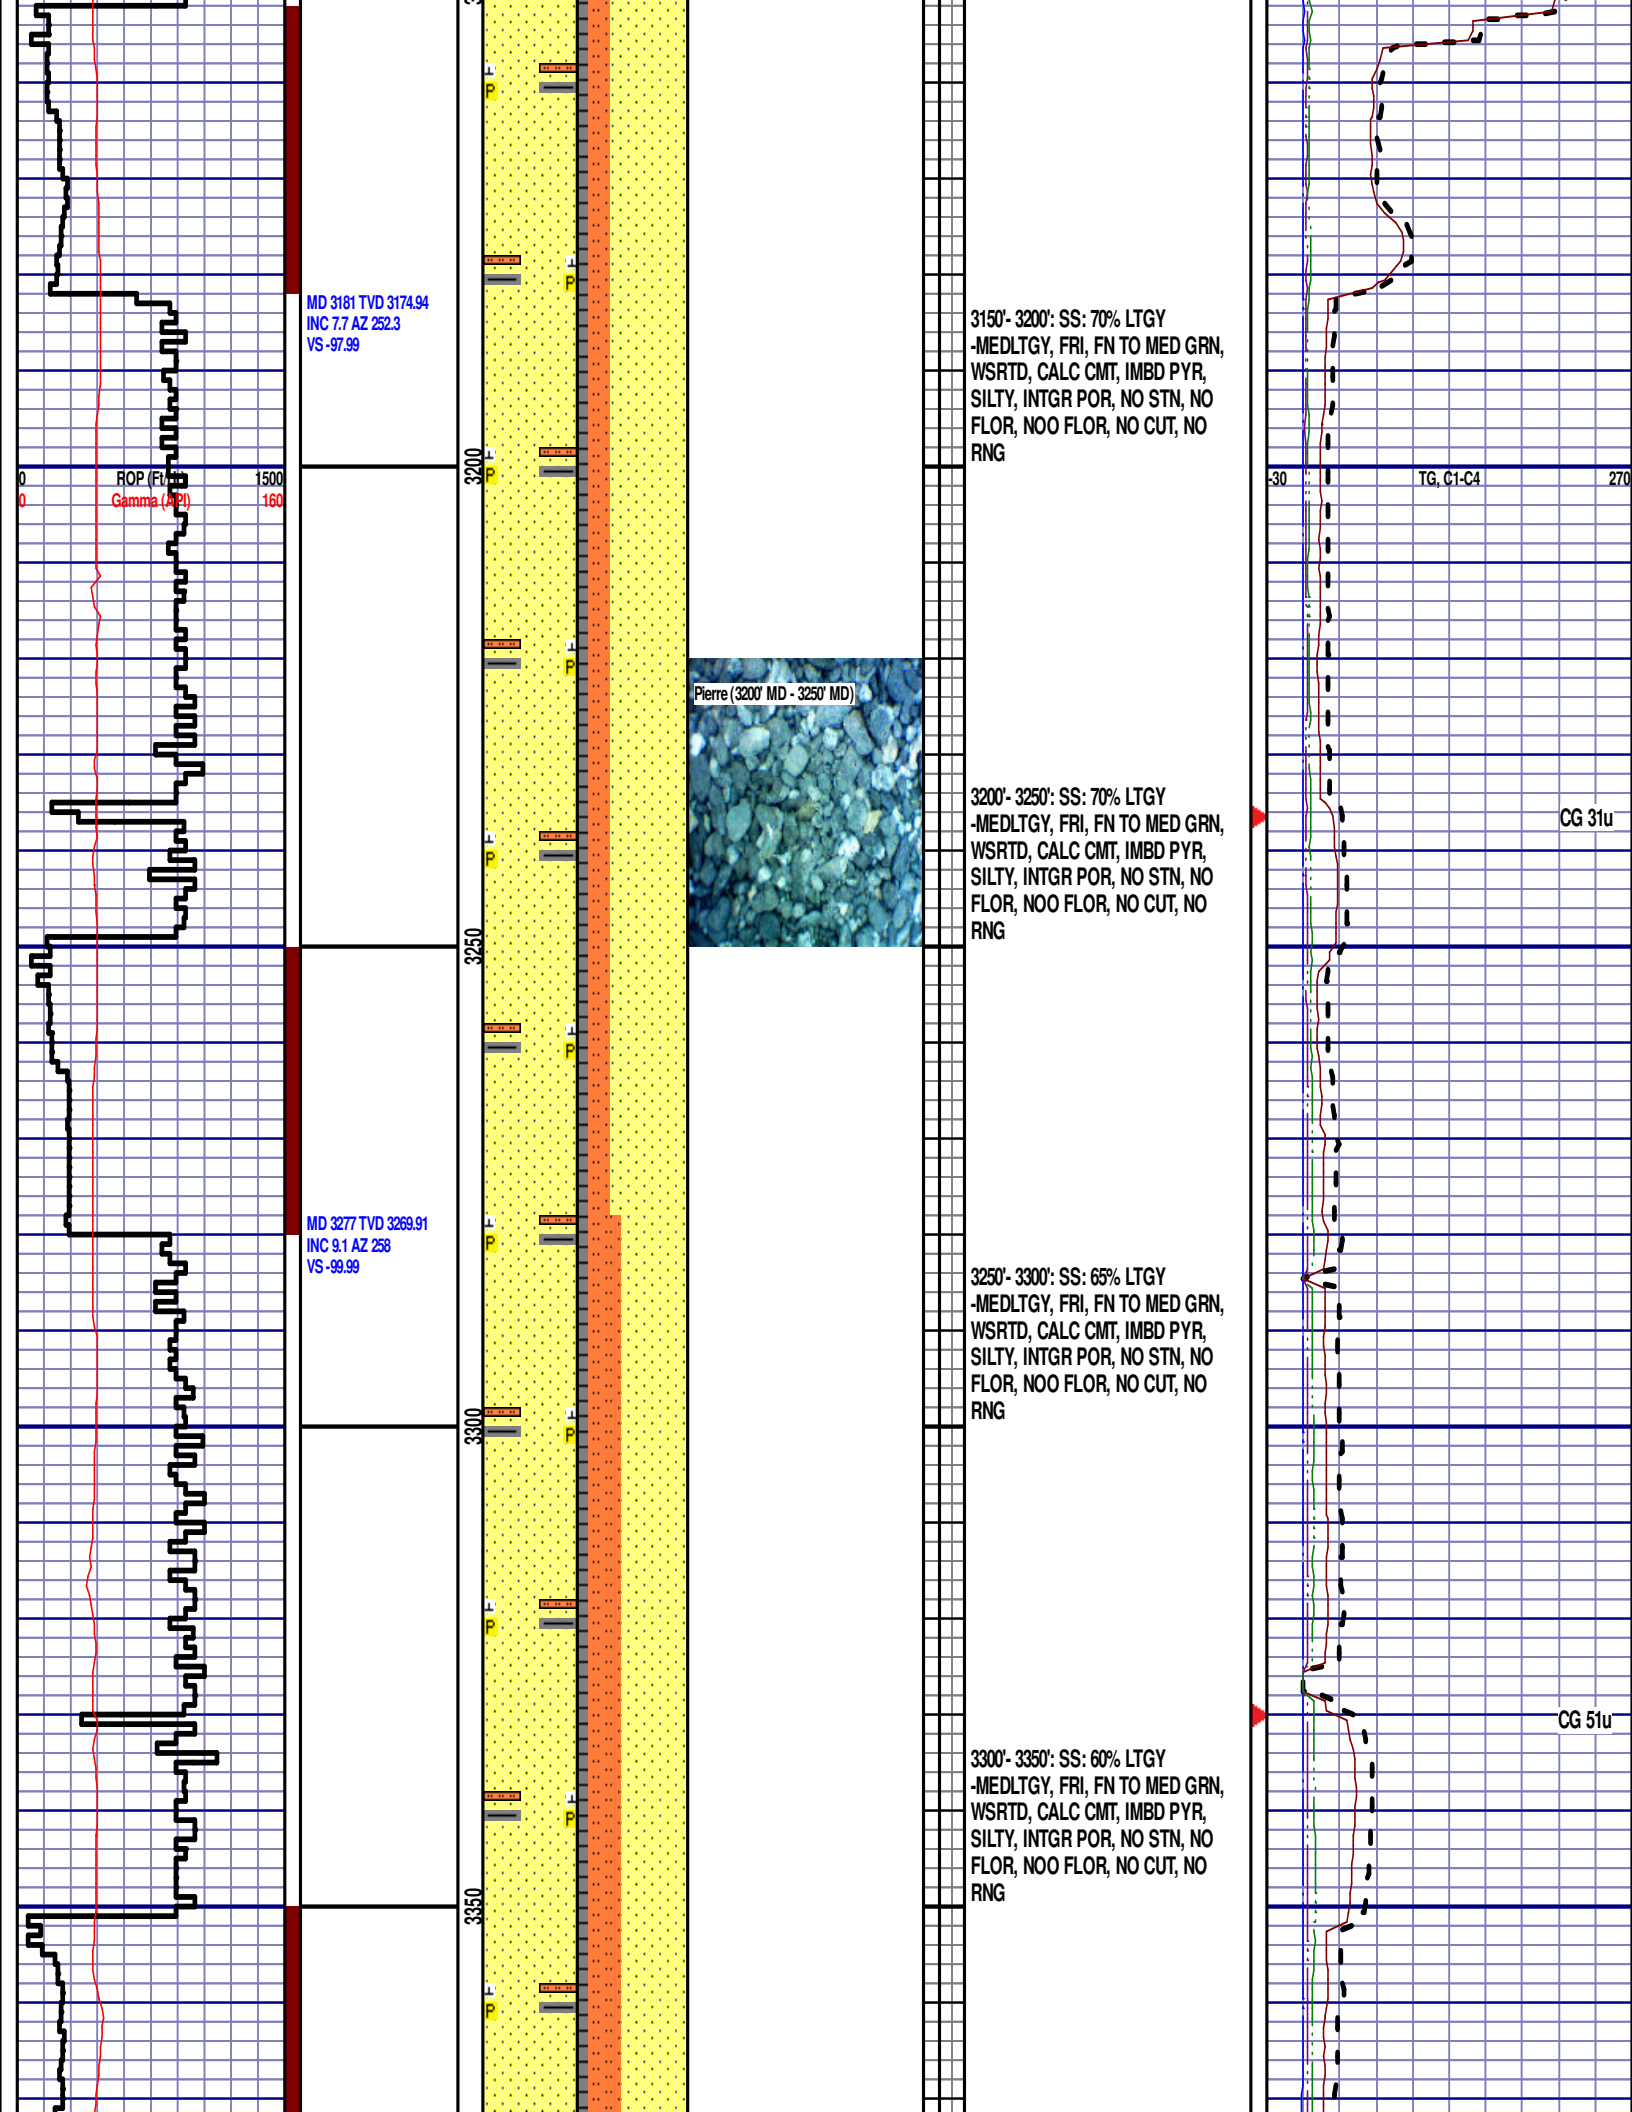 MD 3181 TVD 3174.94
INC 7.7 AZ 252.3
VS -97.99
3150'- 3200': SS: 70% LTGY
-MEDLTGY, FRI, FN TO MED GRN,
WSRTD, CALC CMT, IMBD PYR,
SILTY, INTGR POR, NO STN, NO
FLOR, NOO FLOR, NO CUT, NO
RNG
0 ROP (Ft/ 1500
0 Gamma (API) 160
3200
-30 TG, C1-C4 270
Pierre (3200' MD - 3250' MD)
3200'- 3250': SS: 70% LTGY
-MEDLTGY, FRI, FN TO MED GRN,
WSRTD, CALC CMT, IMBD PYR,
SILTY, INTGR POR, NO STN, NO
FLOR, NOO FLOR, NO CUT, NO
RNG
CG 31u
3250
MD 3277 TVD 3269.91
INC 9.1 AZ 258
VS -99.99
3250'- 3300': SS: 65% LTGY
-MEDLTGY, FRI, FN TO MED GRN,
WSRTD, CALC CMT, IMBD PYR,
SILTY, INTGR POR, NO STN, NO
FLOR, NOO FLOR, NO CUT, NO
RNG
3300
CG 51u
3300'- 3350': SS: 60% LTGY
-MEDLTGY, FRI, FN TO MED GRN,
WSRTD, CALC CMT, IMBD PYR,
SILTY, INTGR POR, NO STN, NO
FLOR, NOO FLOR, NO CUT, NO
RNG
3350
P
P
P
P
P
P
P
P
P
P
P